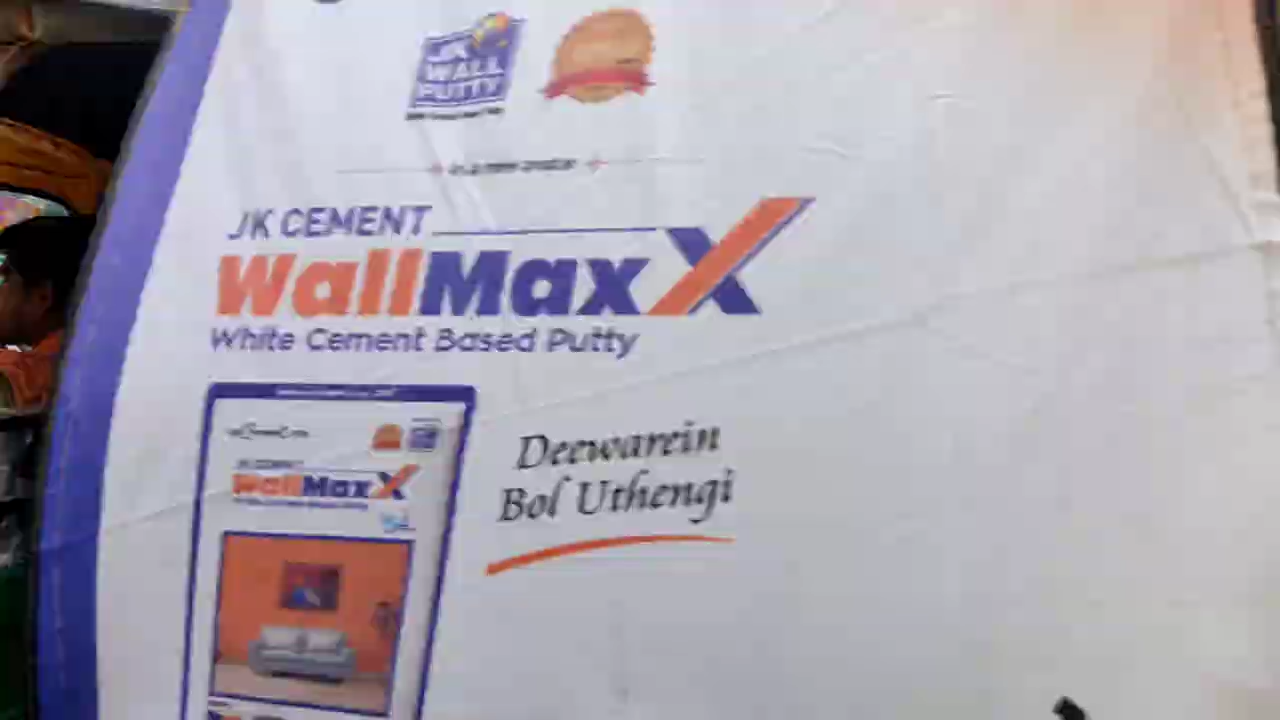 JK
WALL
PUTTY
JK CEMENT
WallMaxX
White Cement Based Putty
Deewarein
Bol Uthengi
WallMaxX